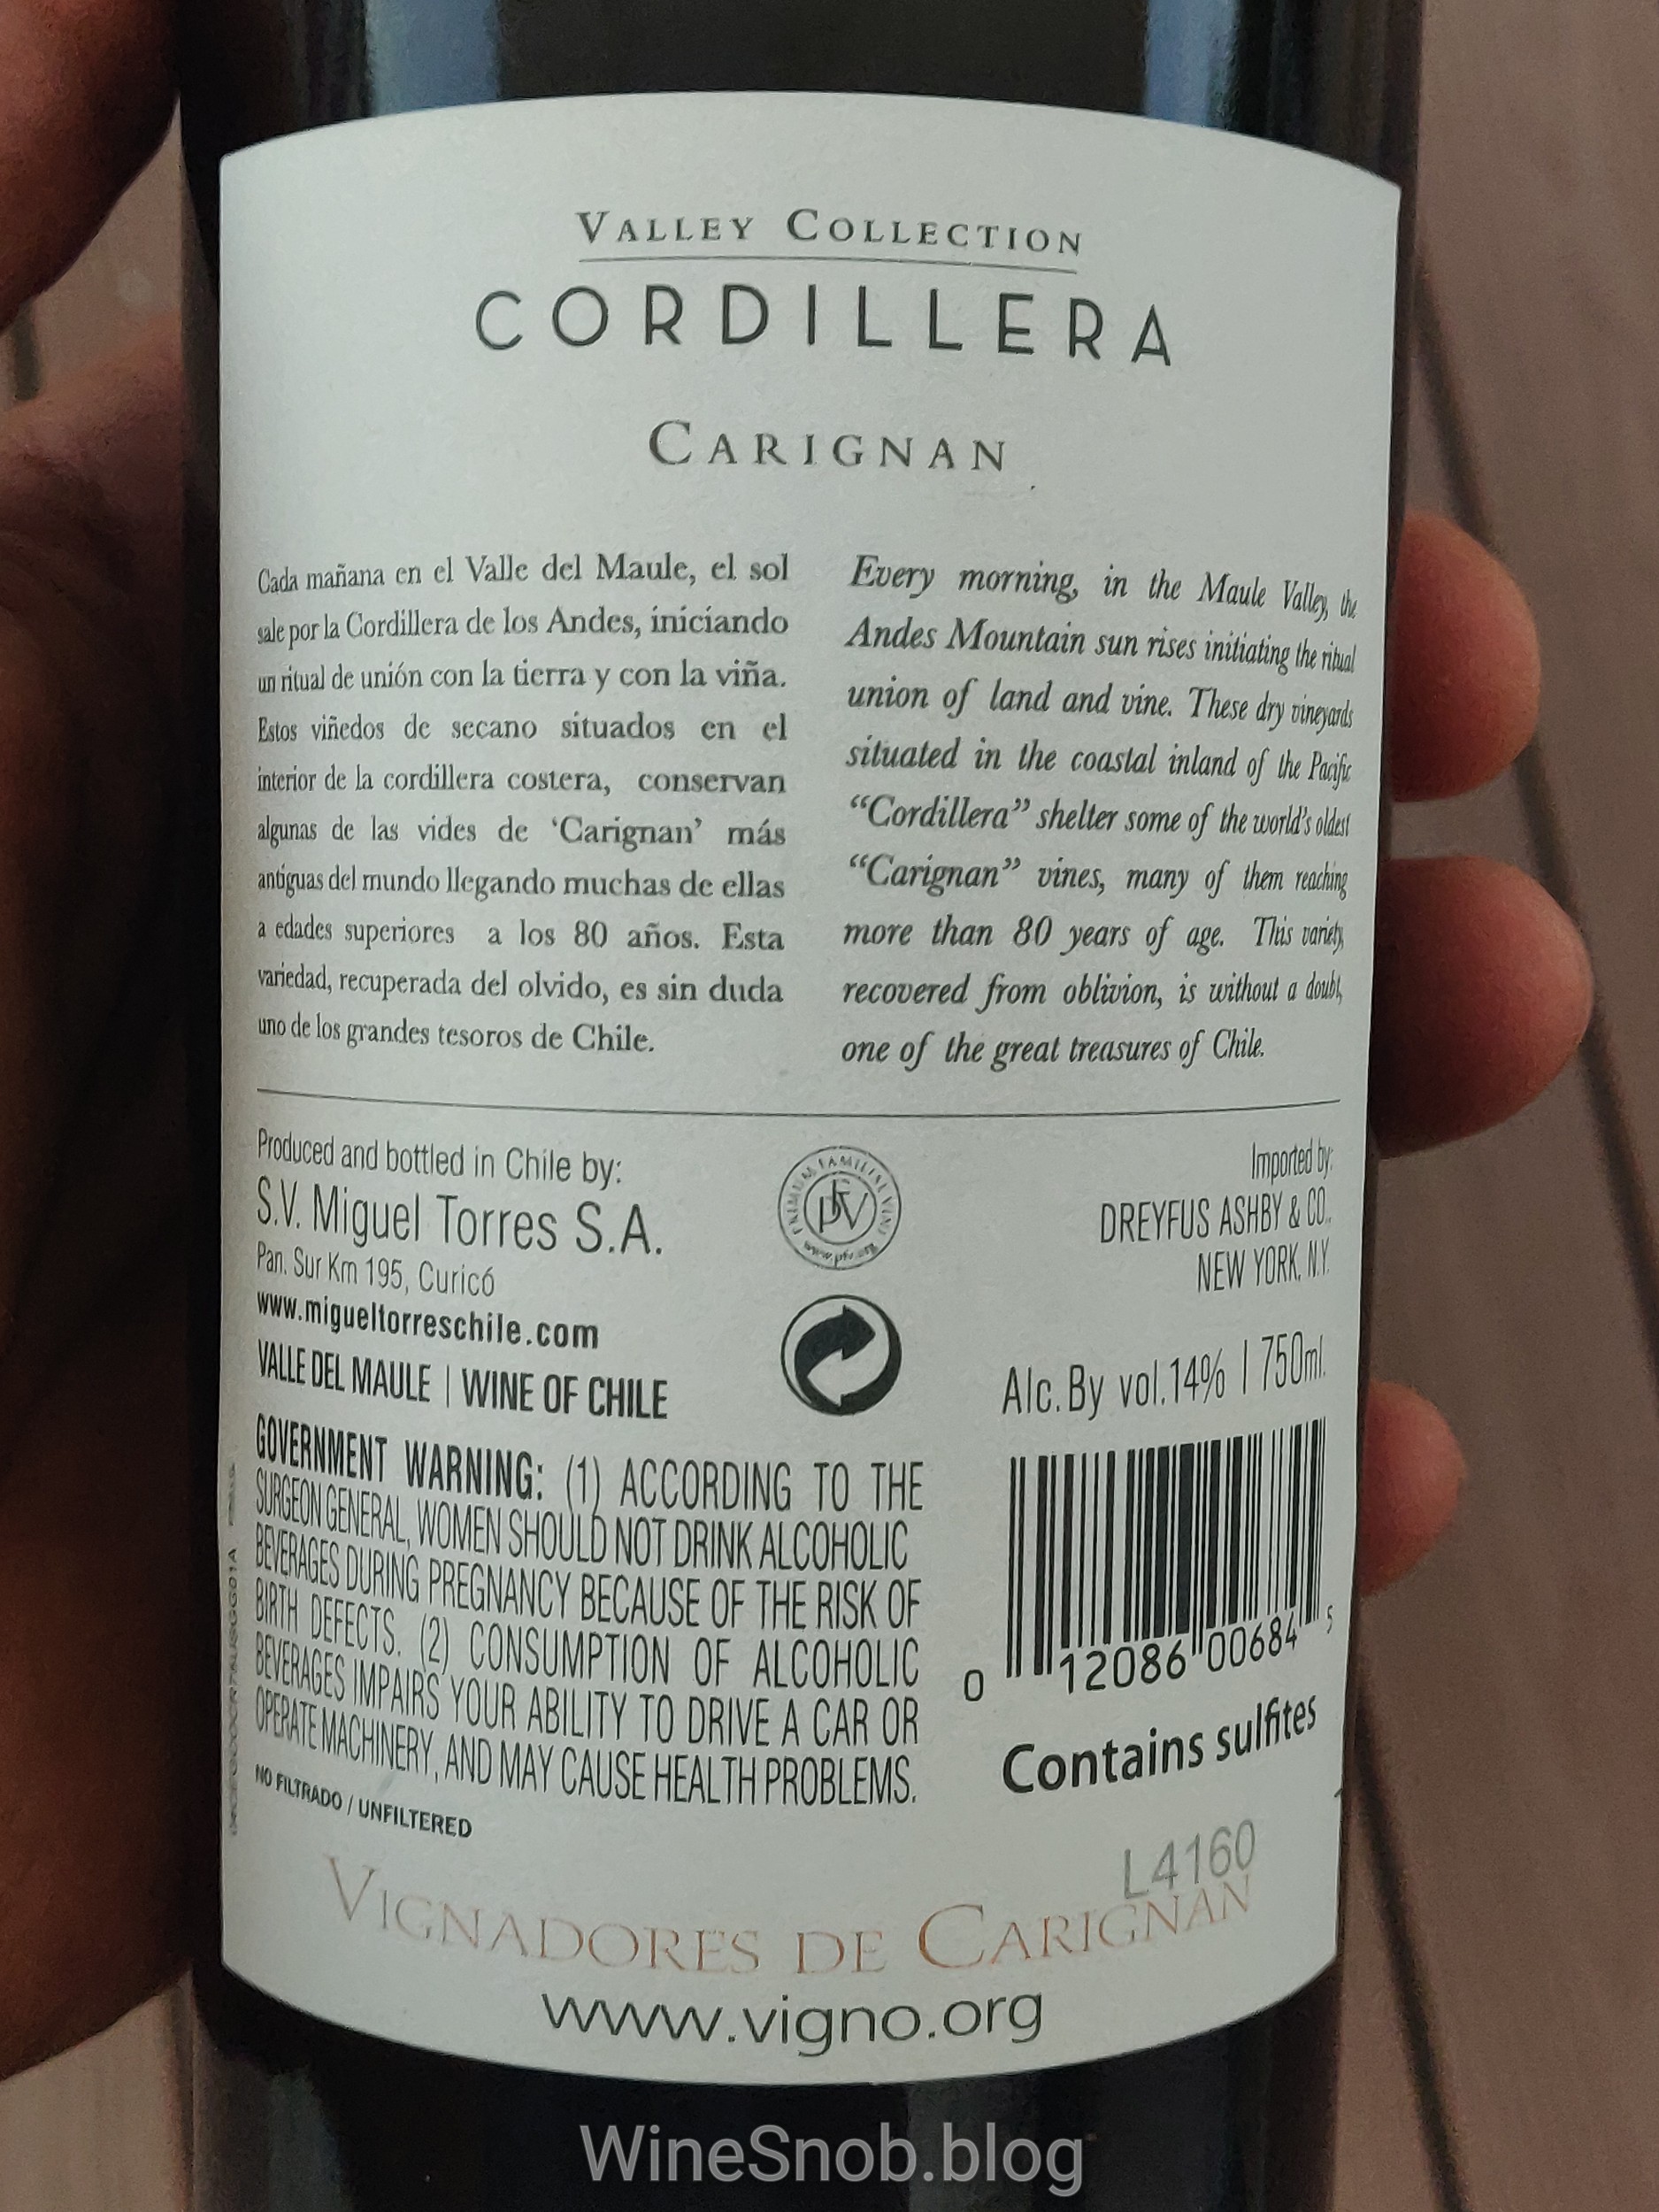 VALLEY COLLECTION
CORDILLERA
CARIGNAN
Cada mañana en el Valle del Maule, el sol
sale por la Cordillera de los Andes, iniciando
un ritual de unión con la tierra y con la viña.
Estos viñedos de secano situados en el
interior de la cordillera costera, conservan
algunas de las vides de ‘Carignan’ más
antiguas del mundo llegando muchas de ellas
a edades superiores a los 80 años. Esta
variedad, recuperada del olvido, es sin duda
uno de los grandes tesoros de Chile.
Every morning, in the Maule Valley, the
Andes Mountain sun rises initiating the ritual
union of land and vine. These dry vineyards
situated in the coastal inland of the Pacific
“Cordillera” shelter some of the world's oldest
“Carignan” vines, many of them reaching
more than 80 years of age. This variety,
recovered from oblivion, is without a doubt,
one of the great treasures of Chile.
Produced and bottled in Chile by:
S.V. Miguel Torres S.A.
Pan. Sur Km 195, Curicó
www.migueltorreschile.com
VALLE DEL MAULE | WINE OF CHILE
PRIMUM FAMILIAE VINI
PFV
Imported by:
DREYFUS ASHBY & CO.,
NEW YORK, N.Y.
Alc. By vol.14% | 750ml.
GOVERNMENT WARNING: (1) ACCORDING TO THE
SURGEON GENERAL, WOMEN SHOULD NOT DRINK ALCOHOLIC
BEVERAGES DURING PREGNANCY BECAUSE OF THE RISK OF
BIRTH DEFECTS. (2) CONSUMPTION OF ALCOHOLIC
BEVERAGES IMPAIRS YOUR ABILITY TO DRIVE A CAR OR
OPERATE MACHINERY, AND MAY CAUSE HEALTH PROBLEMS.
NO FILTRADO / UNFILTERED
0 12086 00684 5
Contains sulfites
L4160
VIGNADORES DE CARIGNAN
www.vigno.org
WineSnob.blog